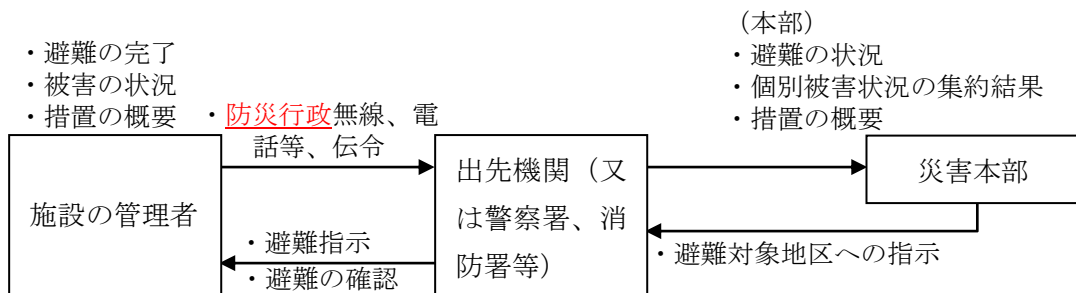 ・避難の完了
・被害の状況
・措置の概要
・防災行政無線、電
話等、伝令
（本部）
・避難の状況
・個別被害状況の集約結果
・措置の概要
施設の管理者
出先機関（又
は警察署、消
防署等）
災害本部
・避難指示
・避難の確認
・避難対象地区への指示